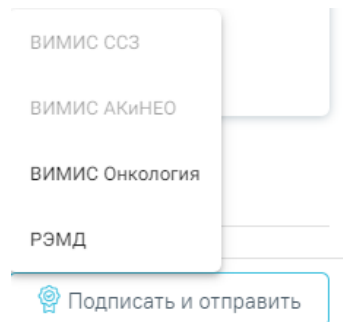 ВИМИС ССЗ
ВИМИС АКиНЕО
ВИМИС Онкология
РЭМД
Подписать и отправить